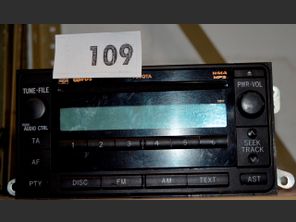 109
TOYOTA
WMA
MP3
TUNE•FILE
PWR•VOL
AUDIO CTRL
TA
1 2 3 4 5 6
SEEK
TRACK
AF
PTY
DISC
FM
AM
TEXT
AST